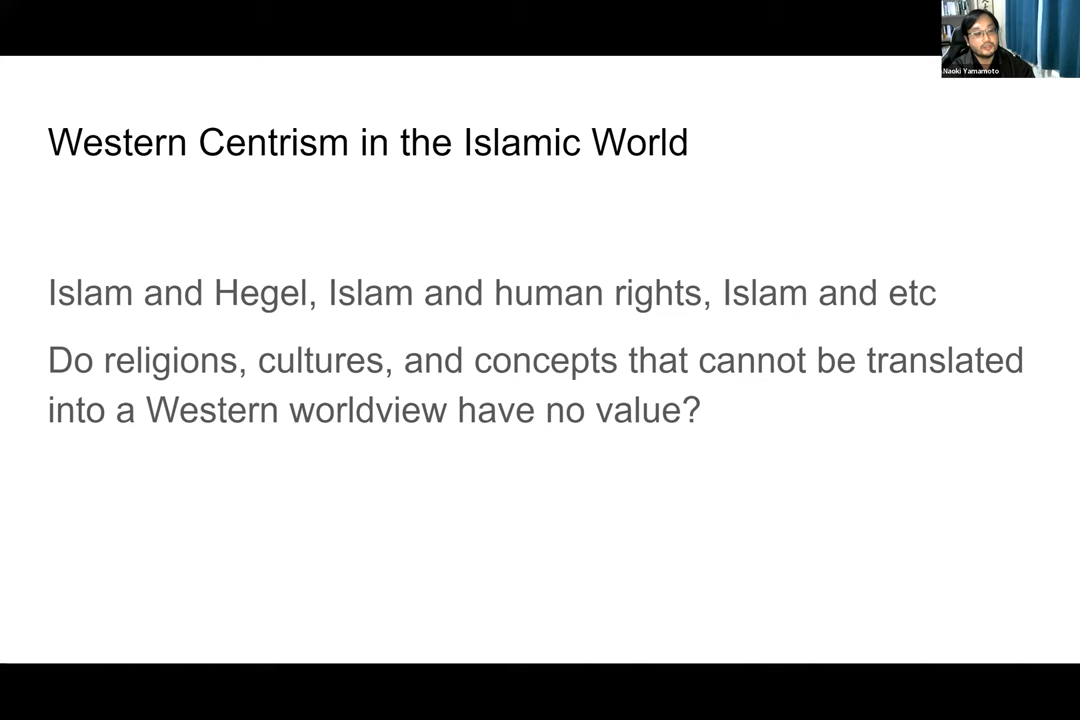 Naoki Yamamoto
Western Centrism in the Islamic World
Islam and Hegel, Islam and human rights, Islam and etc
Do religions, cultures, and concepts that cannot be translated
into a Western worldview have no value?